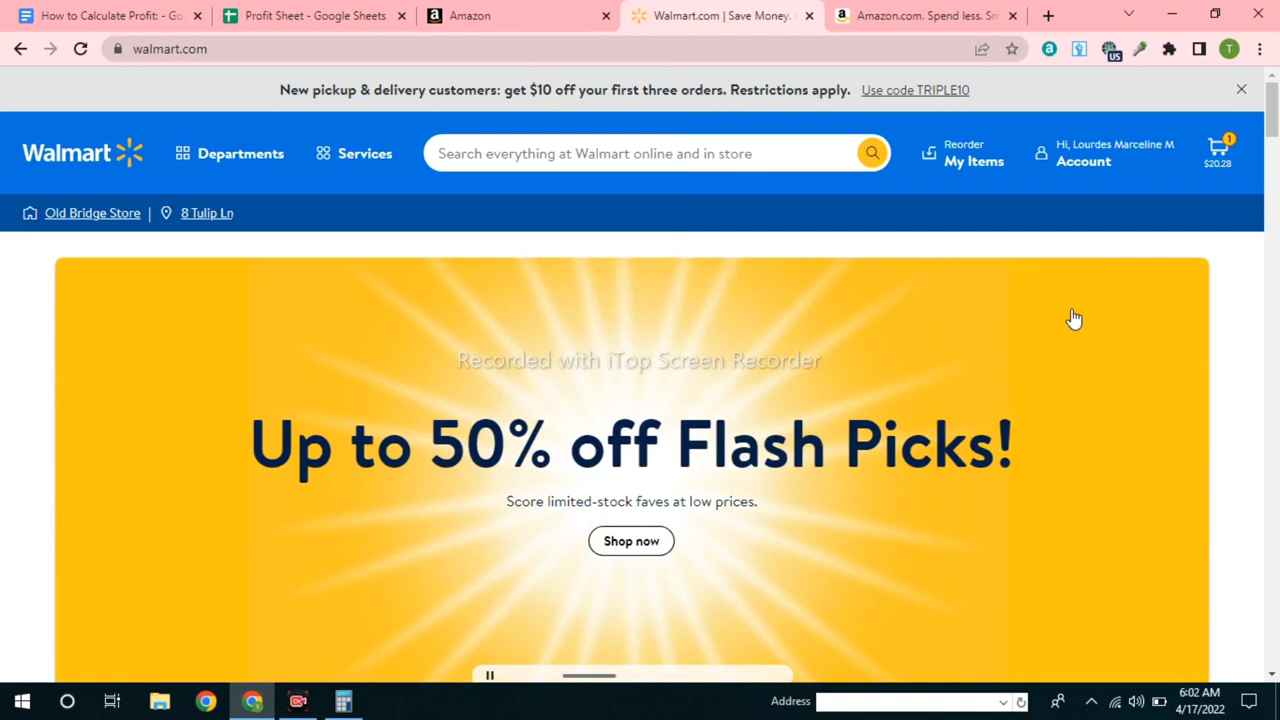 How to Calculate Profit: - Go
Profit Sheet - Google Sheets
Amazon
Walmart.com | Save Money.
Amazon.com. Spend less. Sm
walmart.com
US
T
New pickup & delivery customers: get $10 off your first three orders. Restrictions apply. Use code TRIPLE10
Walmart
Departments
Services
Search everything at Walmart online and in store
Reorder
My Items
Hi, Lourdes Marceline M
Account
1
$20.28
Old Bridge Store | 8 Tulip Ln
Recorded with iTop Screen Recorder
Up to 50% off Flash Picks!
Score limited-stock faves at low prices.
Shop now
Address
6:02 AM
4/17/2022